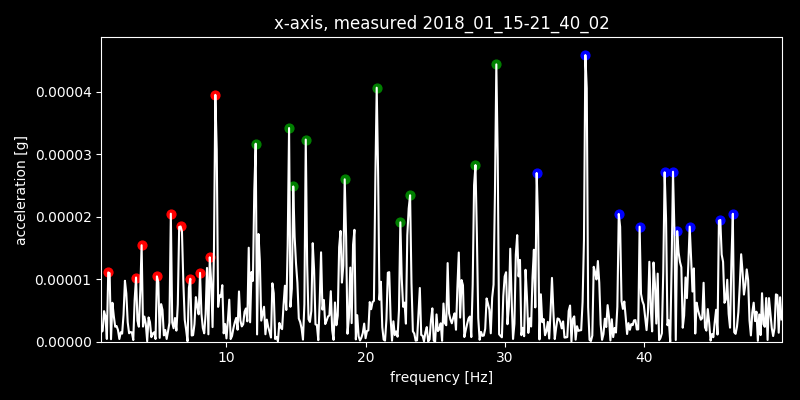 x-axis, measured 2018_01_15-21_40_02
0.00004
0.00003
0.00002
0.00001
0.00000
acceleration [g]
10 20 30 40
frequency [Hz]